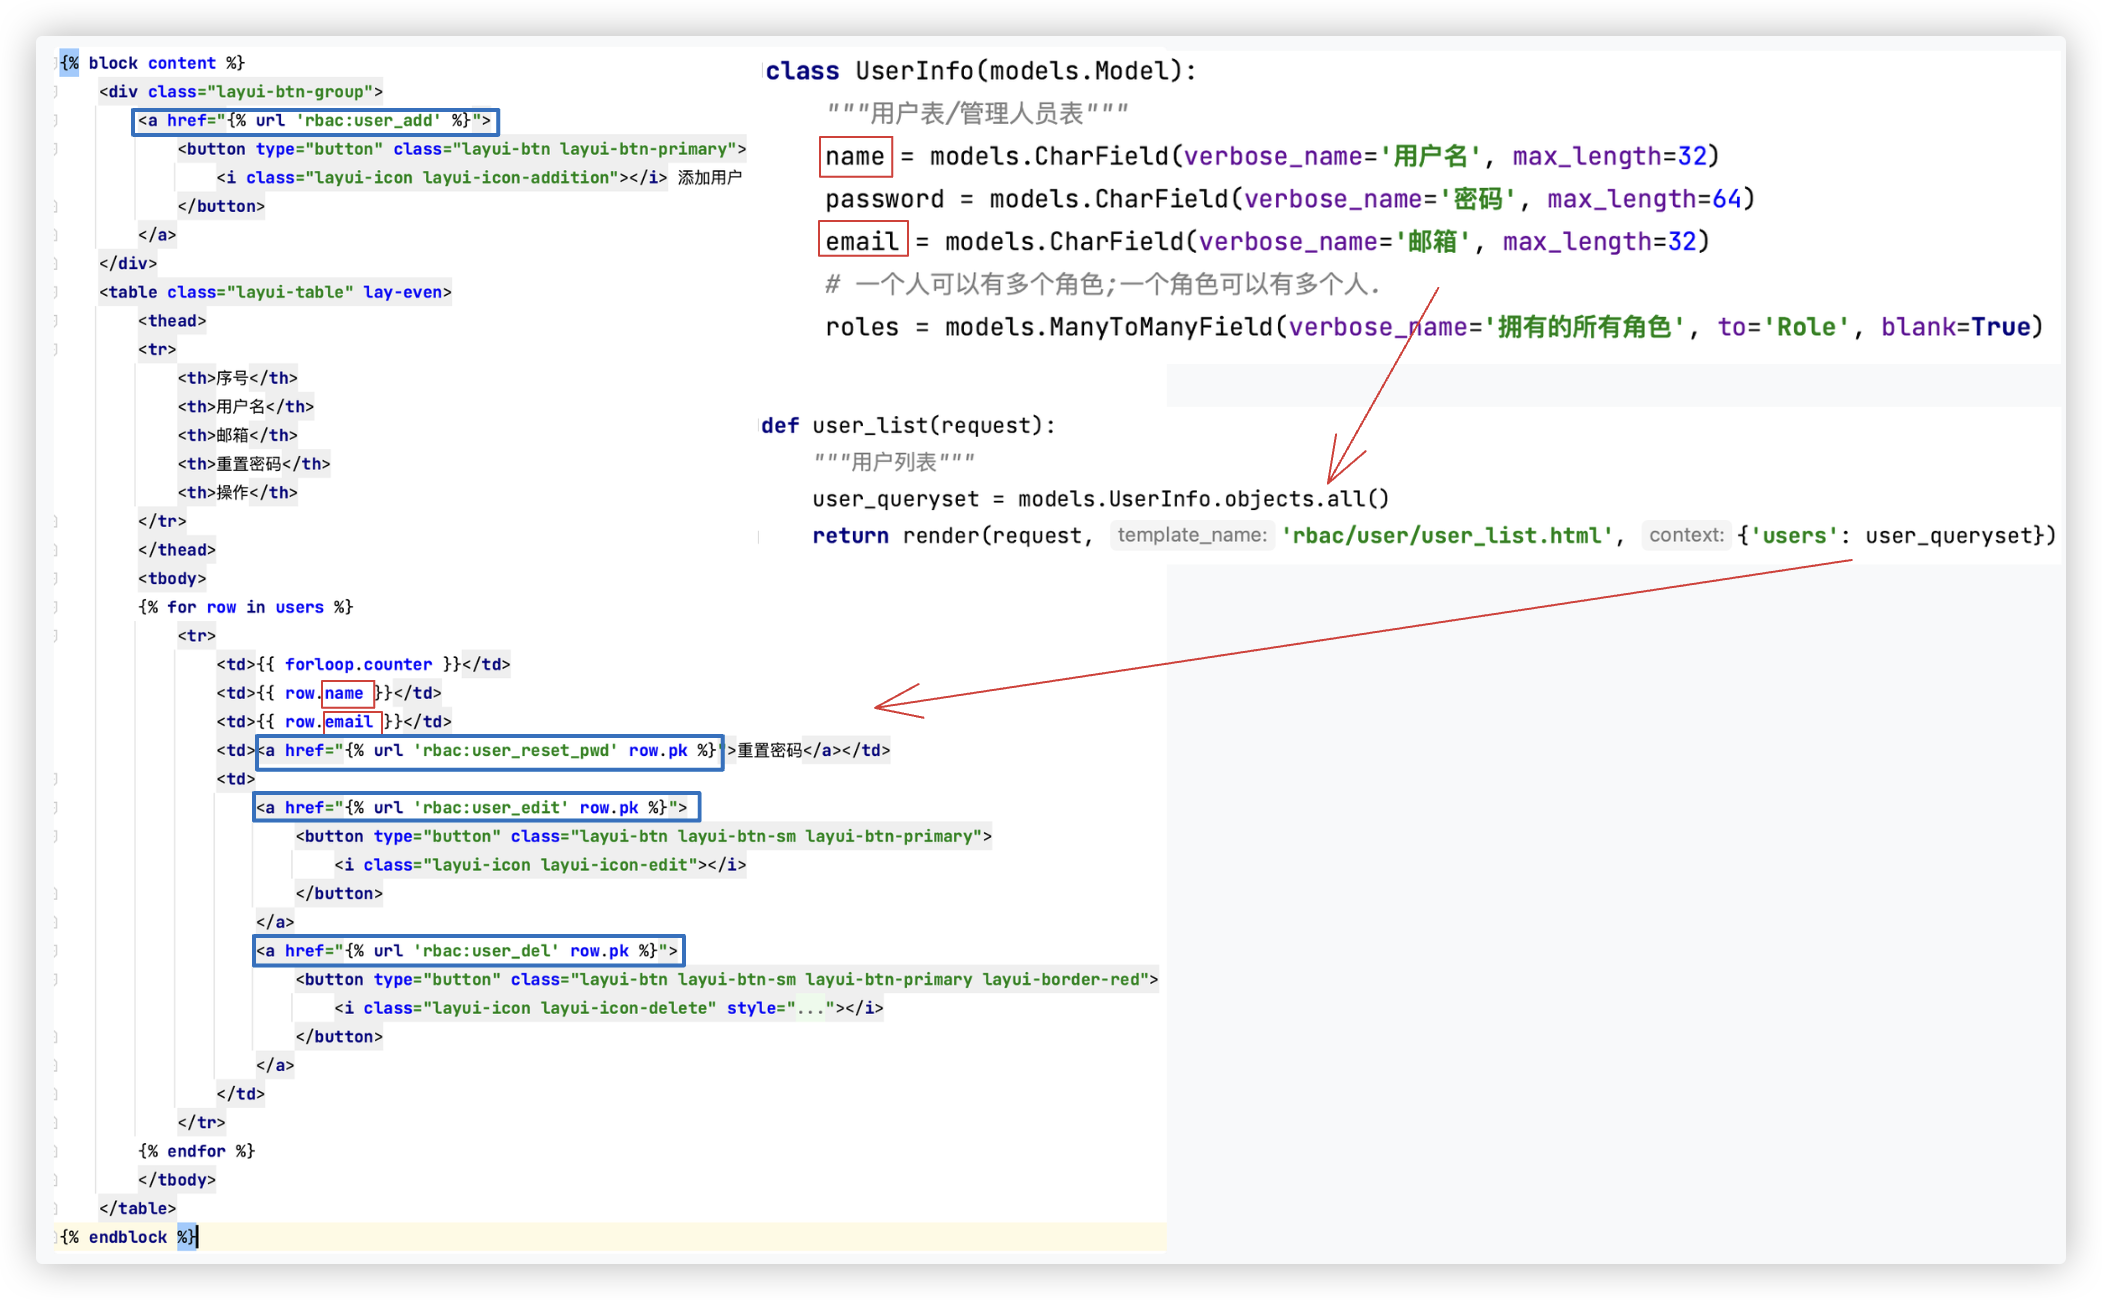 {% block content %}
<div class="layui-btn-group">
<a href="{% url 'rbac:user_add' %}">
<button type="button" class="layui-btn layui-btn-primary">
<i class="layui-icon layui-icon-addition"></i> 添加用户
</button>
</a>
</div>
<table class="layui-table" lay-even>
<thead>
<tr>
<th>序号</th>
<th>用户名</th>
<th>邮箱</th>
<th>重置密码</th>
<th>操作</th>
</tr>
</thead>
<tbody>
{% for row in users %}
<tr>
<td>{{ forloop.counter }}</td>
<td>{{ row.name }}</td>
<td>{{ row.email }}</td>
<td><a href="{% url 'rbac:user_reset_pwd' row.pk %}">重置密码</a></td>
<td>
<a href="{% url 'rbac:user_edit' row.pk %}">
<button type="button" class="layui-btn layui-btn-sm layui-btn-primary">
<i class="layui-icon layui-icon-edit"></i>
</button>
</a>
<a href="{% url 'rbac:user_del' row.pk %}">
<button type="button" class="layui-btn layui-btn-sm layui-btn-primary layui-border-red">
<i class="layui-icon layui-icon-delete" style="..."></i>
</button>
</a>
</td>
</tr>
{% endfor %}
</tbody>
</table>
{% endblock %}
class UserInfo(models.Model):
"""用户表/管理人员表"""
name = models.CharField(verbose_name='用户名', max_length=32)
password = models.CharField(verbose_name='密码', max_length=64)
email = models.CharField(verbose_name='邮箱', max_length=32)
# 一个人可以有多个角色;一个角色可以有多个人.
roles = models.ManyToManyField(verbose_name='拥有的所有角色', to='Role', blank=True)
def user_list(request):
"""用户列表"""
user_queryset = models.UserInfo.objects.all()
return render(request, template_name: 'rbac/user/user_list.html', context: {'users': user_queryset})